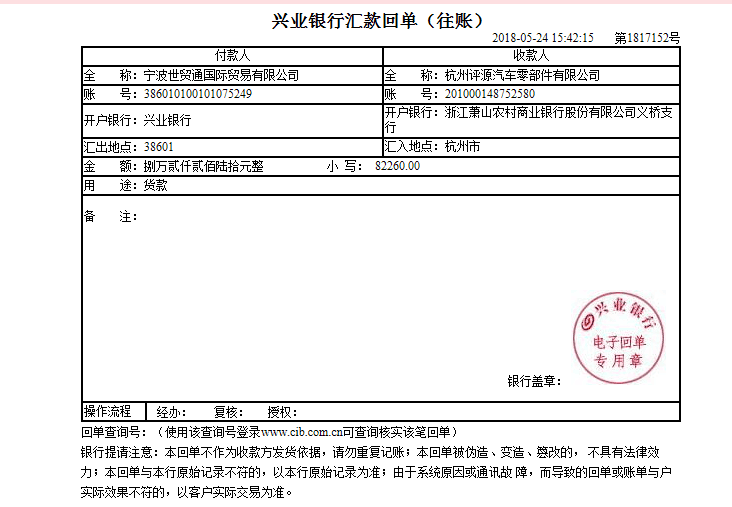 兴业银行汇款回单（往账）
2018-05-24 15:42:15 第1817152号
付款人 收款人
全 称：宁波世贸通国际贸易有限公司 全 称：杭州评源汽车零部件有限公司
账 号：386010100101075249 账 号：201000148752580
开户银行：兴业银行 开户银行：浙江萧山农村商业银行股份有限公司义桥支
行
汇出地点：38601 汇入地点：杭州市
金 额：捌万贰仟贰佰陆拾元整 小 写： 82260.00
用 途：货款
备 注：
兴业银行
电子回单
专用章
银行盖章：
操作流程 经办： 复核： 授权：
回单查询号：（使用该查询号登录www.cib.com.cn可查询核实该笔回单）
银行提请注意：本回单不作为收款方发货依据，请勿重复记账；本回单被伪造、变造、篡改的， 不具有法律效
力；本回单与本行原始记录不符的，以本行原始记录为准；由于系统原因或通讯故 障，而导致的回单或账单与户
实际效果不符的，以客户实际交易为准。